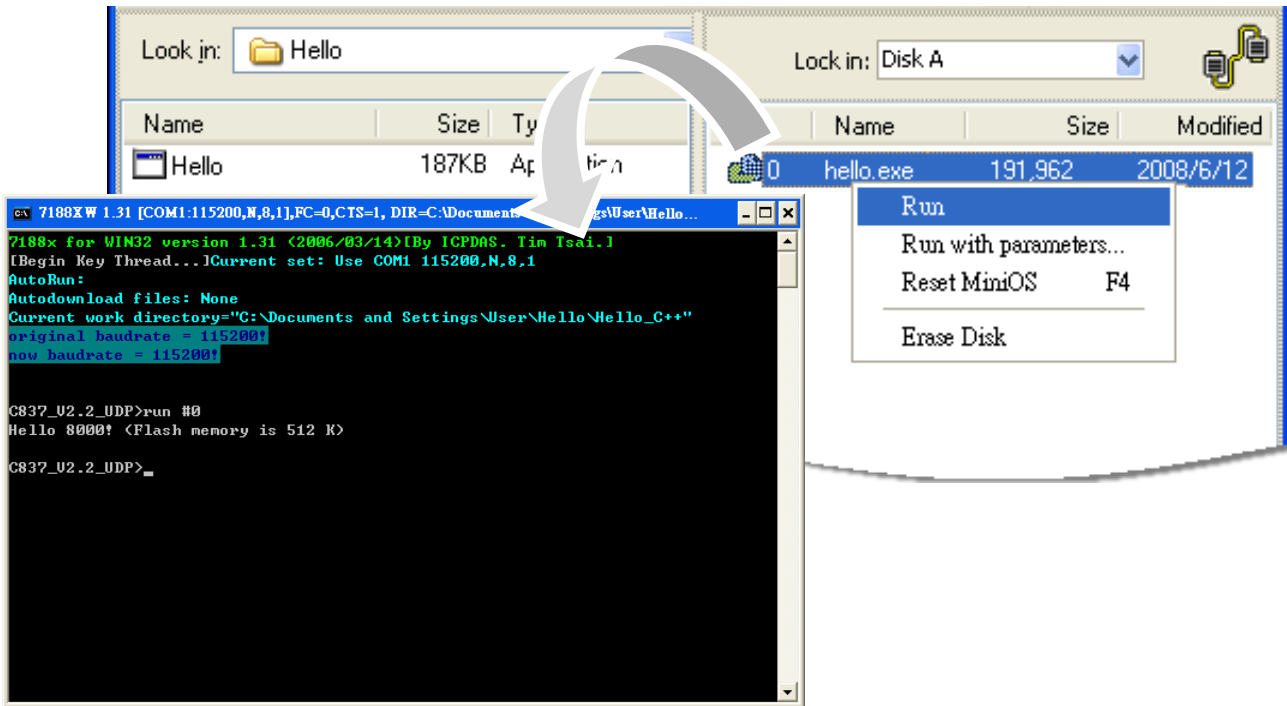 Look in: Hello
Lock in: Disk A
Name Size
Hello 187KB
Name Size Modified
0 hello.exe 191,962 2008/6/12
Run
Run with parameters...
Reset MiniOS F4
Erase Disk
7188XW 1.31 [COM1:115200,N,8,1],FC=0,CTS=1, DIR=C:\Docume
7188x for WIN32 version 1.31 (2006/03/14)[By ICPDAS. Tim Tsai.]
[Begin Key Thread...]Current set: Use COM1 115200,N,8,1
AutoRun:
Autodownload files: None
Current work directory="C:\Documents and Settings\User\Hello\Hello_C++"
original baudrate = 115200!
now baudrate = 115200!
C837_V2.2_UDP>run #0
Hello 8000! (Flash memory is 512 K)
C837_V2.2_UDP>_